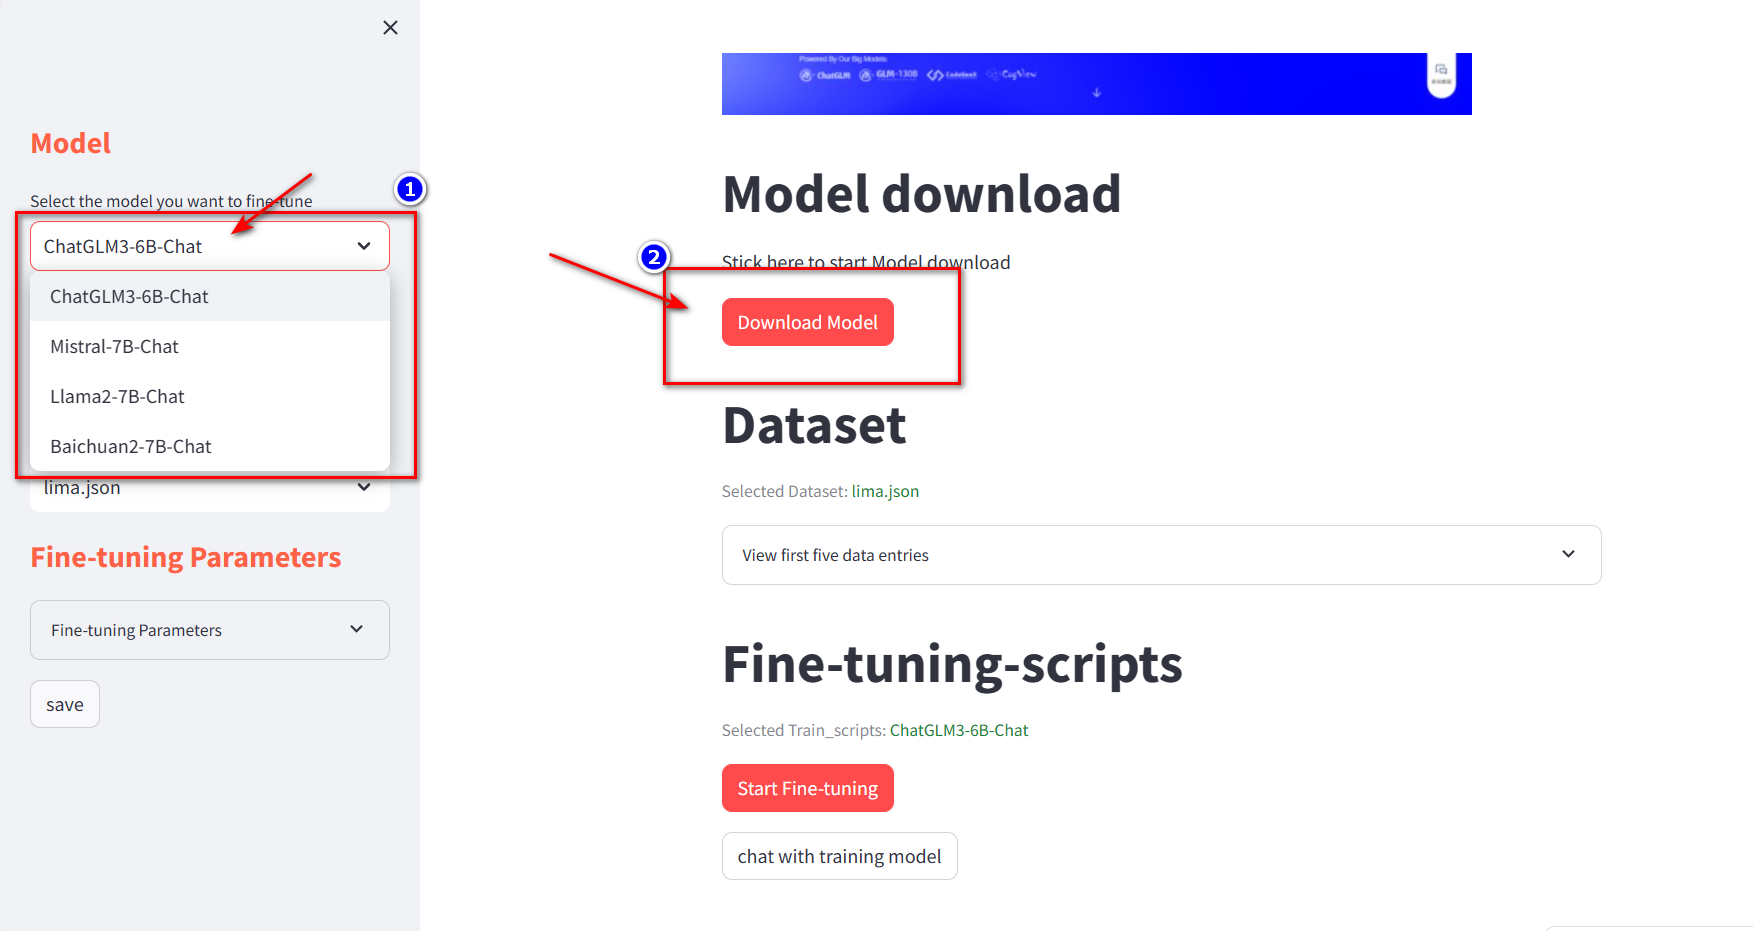 Model
Select the model you want to fine-tune
1
ChatGLM3-6B-Chat
ChatGLM3-6B-Chat
Mistral-7B-Chat
Llama2-7B-Chat
Baichuan2-7B-Chat
lima.json
Fine-tuning Parameters
Fine-tuning Parameters
save
Powered By Our Big Models:
ChatGLM GLM-130B CodeGeeX CogView
Model download
2
Stick here to start Model download
Download Model
Dataset
Selected Dataset: lima.json
View first five data entries
Fine-tuning-scripts
Selected Train_scripts: ChatGLM3-6B-Chat
Start Fine-tuning
chat with training model